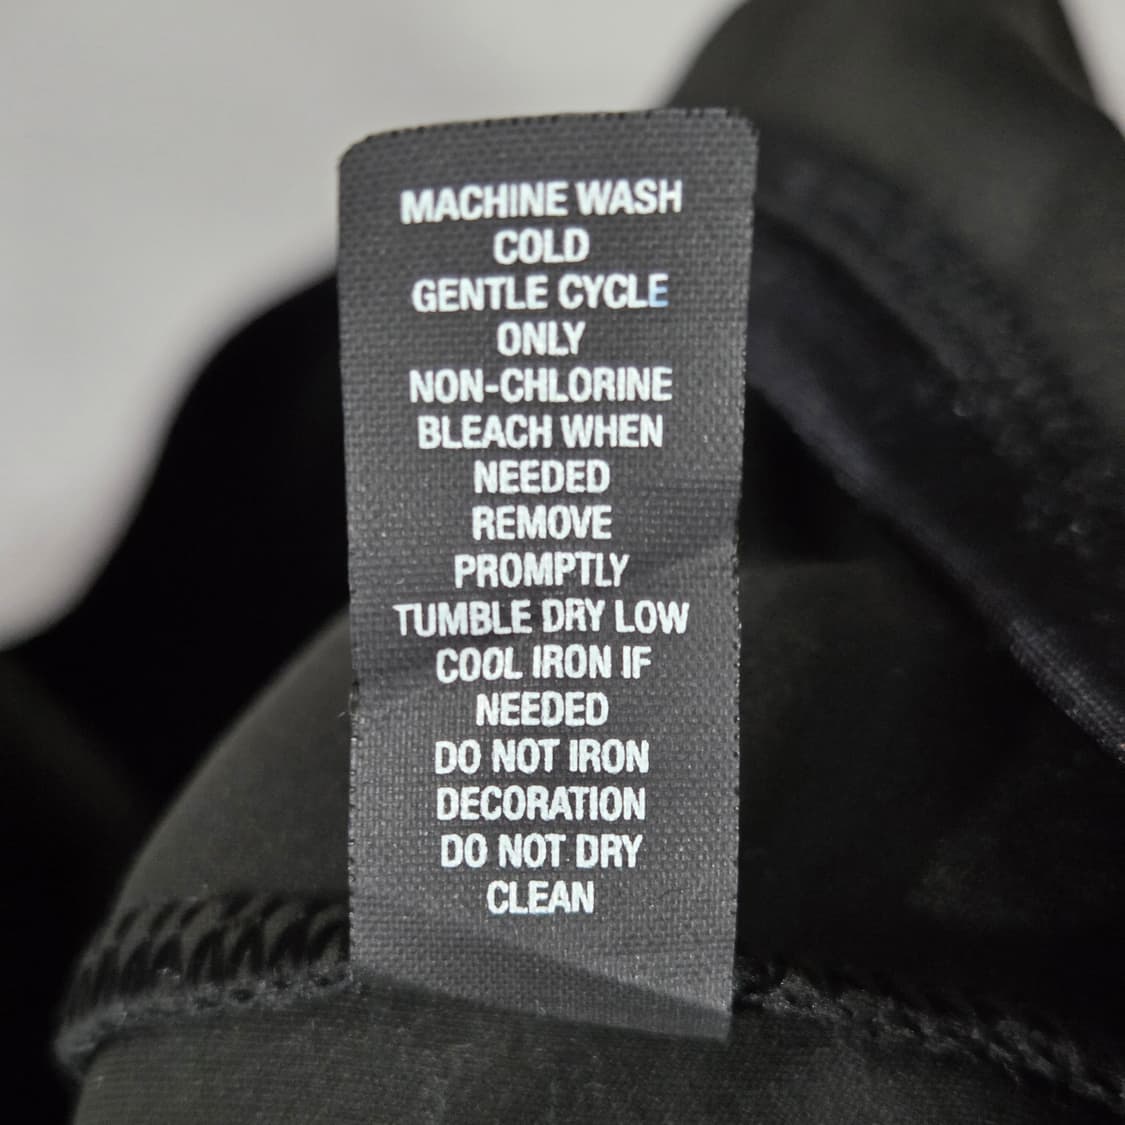 MACHINE WASH
COLD
GENTLE CYCLE
ONLY
NON-CHLORINE
BLEACH WHEN
NEEDED
REMOVE
PROMPTLY
TUMBLE DRY LOW
COOL IRON IF
NEEDED
DO NOT IRON
DECORATION
DO NOT DRY
CLEAN